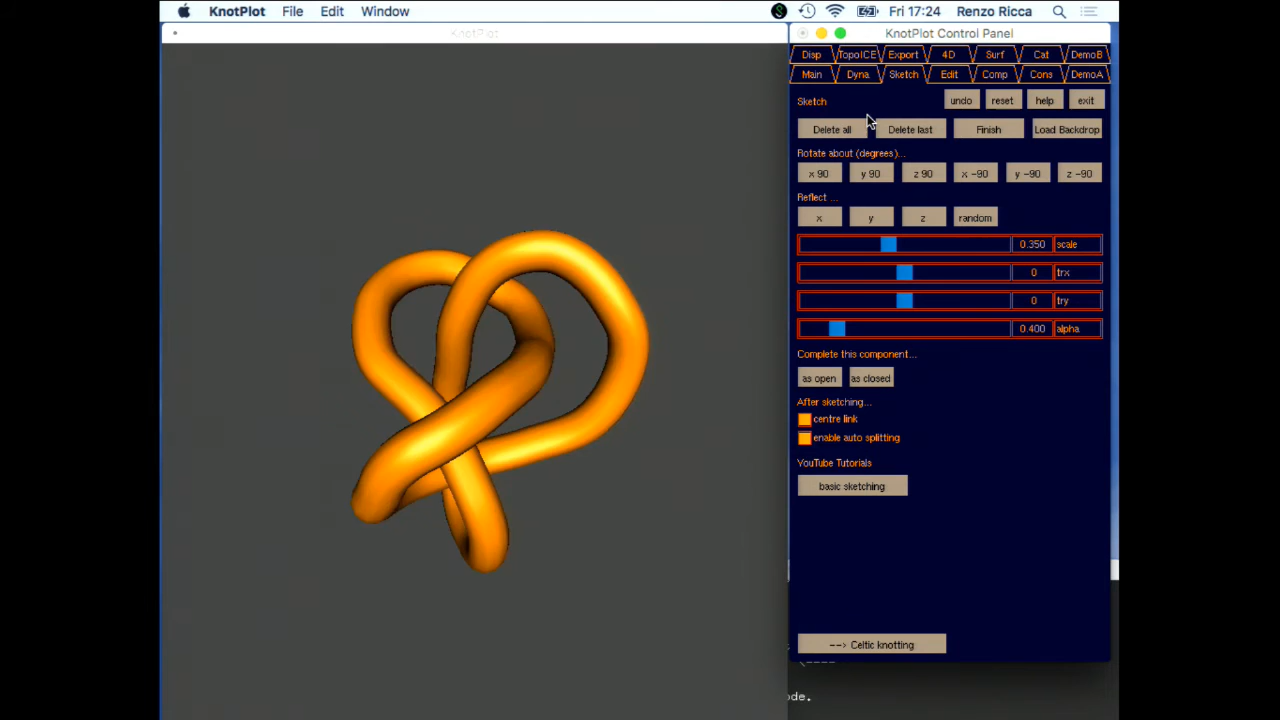 KnotPlot File Edit Window Fri 17:24 Renzo Ricca
KnotPlot
KnotPlot Control Panel
Disp TopoICE Export 4D Surf Cat DemoB
Main Dyna Sketch Edit Comp Cons DemoA
Sketch undo reset help exit
Delete all Delete last Finish Load Backdrop
Rotate about (degrees)...
x 90 y 90 z 90 x -90 y -90 z -90
Reflect ...
x y z random
0.350 scale
0 trx
0 try
0.400 alpha
Complete this component...
as open as closed
After sketching...
centre link
enable auto splitting
YouTube Tutorials
basic sketching
--> Celtic knotting
ode.